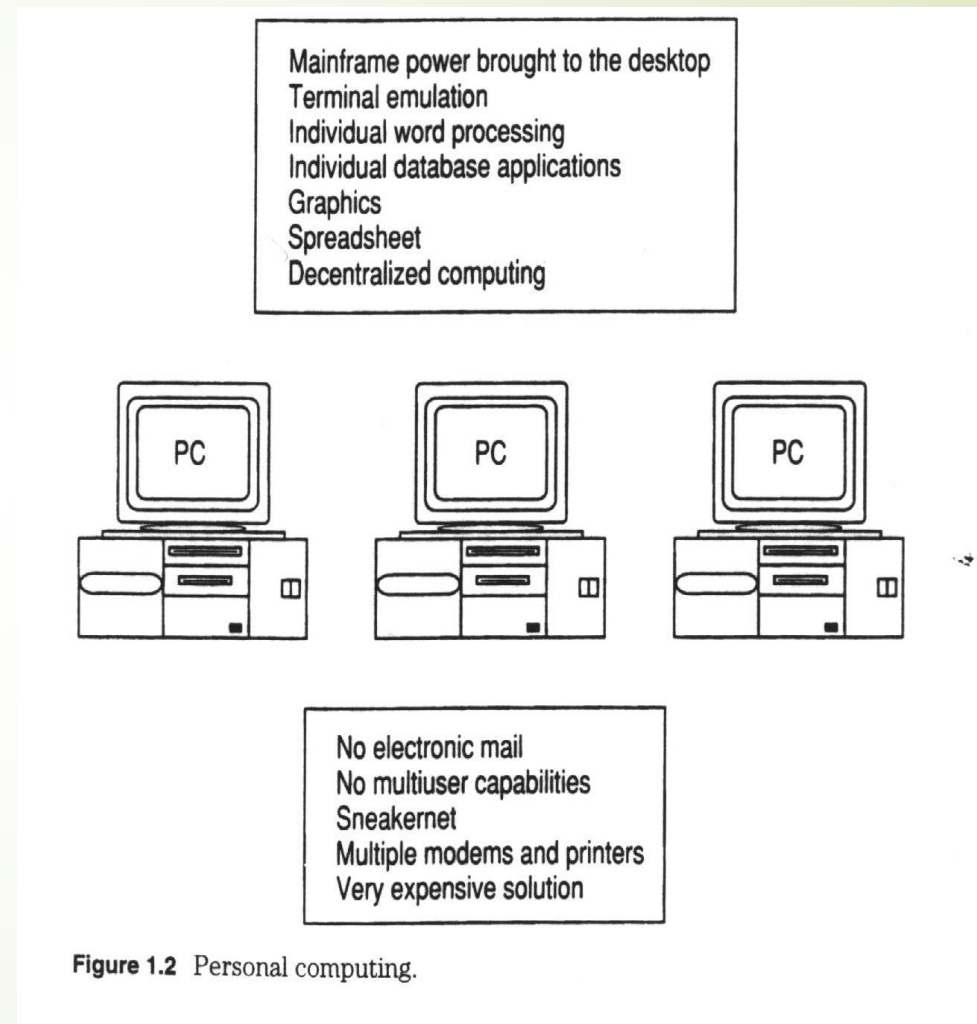 Mainframe power brought to the desktop
Terminal emulation
Individual word processing
Individual database applications
Graphics
Spreadsheet
Decentralized computing
PC PC PC
No electronic mail
No multiuser capabilities
Sneakernet
Multiple modems and printers
Very expensive solution
Figure 1.2 Personal computing.